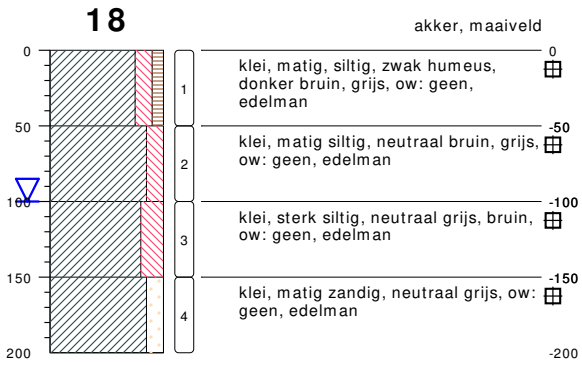 18
akker, maaiveld
0
0
klei, matig, siltig, zwak humeus,
donker bruin, grijs, ow: geen,
edelman
1
50
-50
klei, matig siltig, neutraal bruin, grijs,
ow: geen, edelman
2
100
-100
klei, sterk siltig, neutraal grijs, bruin,
ow: geen, edelman
3
150
-150
klei, matig zandig, neutraal grijs, ow:
geen, edelman
4
200
-200